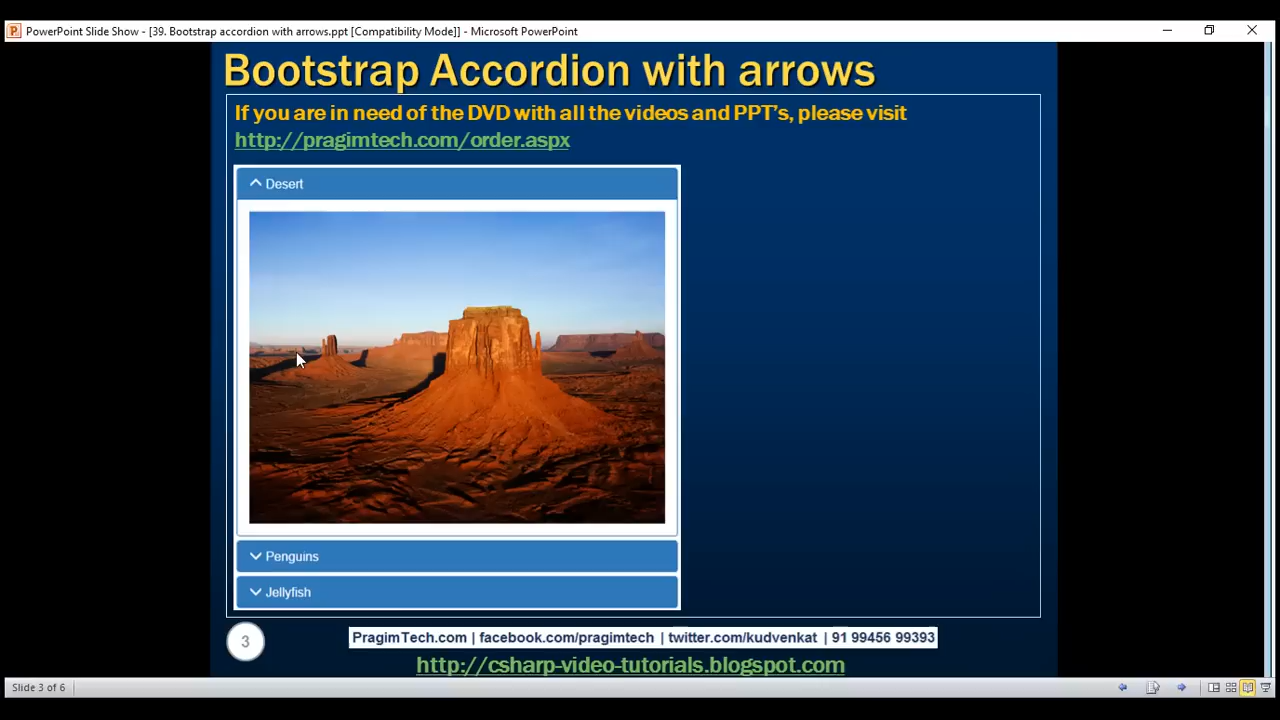 PowerPoint Slide Show - [39. Bootstrap accordion with arrows.ppt [Compatibility Mode]] - Microsoft PowerPoint
Bootstrap Accordion with arrows
If you are in need of the DVD with all the videos and PPT's, please visit
http://pragimtech.com/order.aspx
Desert
Penguins
Jellyfish
3
PragimTech.com | facebook.com/pragimtech | twitter.com/kudvenkat | 91 99456 99393
http://csharp-video-tutorials.blogspot.com
Slide 3 of 6